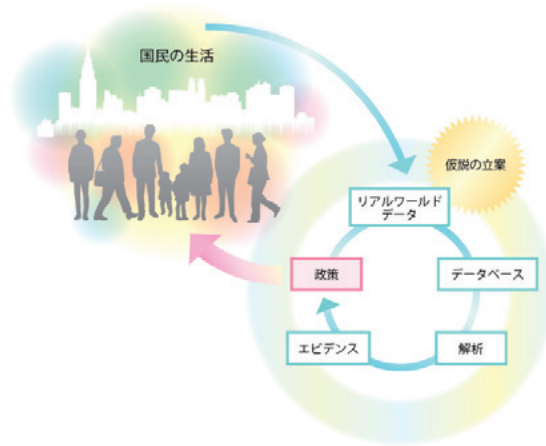 国民の生活
仮説の立案
リアルワールド
データ
政策
データベース
エビデンス
解析